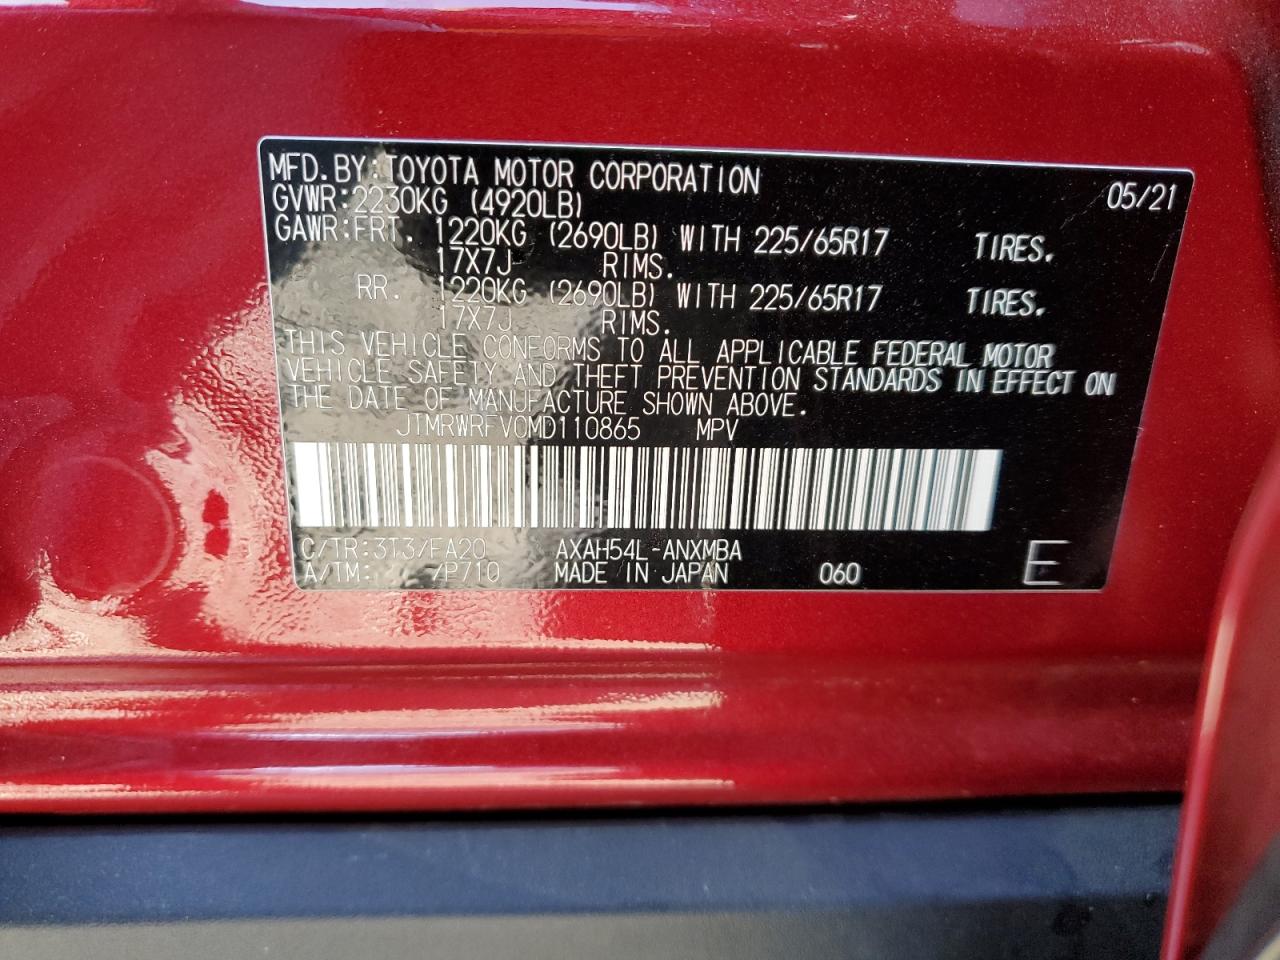 MFD.BY:TOYOTA MOTOR CORPORATION 05/21
GVWR:2230KG (4920LB)
GAWR:FRT. 1220KG (2690LB) WITH 225/65R17 TIRES.
17X7J RIMS.
RR. 1220KG (2690LB) WITH 225/65R17 TIRES.
17X7J RIMS.
THIS VEHICLE CONFORMS TO ALL APPLICABLE FEDERAL MOTOR
VEHICLE SAFETY AND THEFT PREVENTION STANDARDS IN EFFECT ON
THE DATE OF MANUFACTURE SHOWN ABOVE.
JTMRWRFV0MD110865 MPV
C/TR:3T3/FA20 AXAH54L-ANXMBA
A/TM: /P710 MADE IN JAPAN 060 E